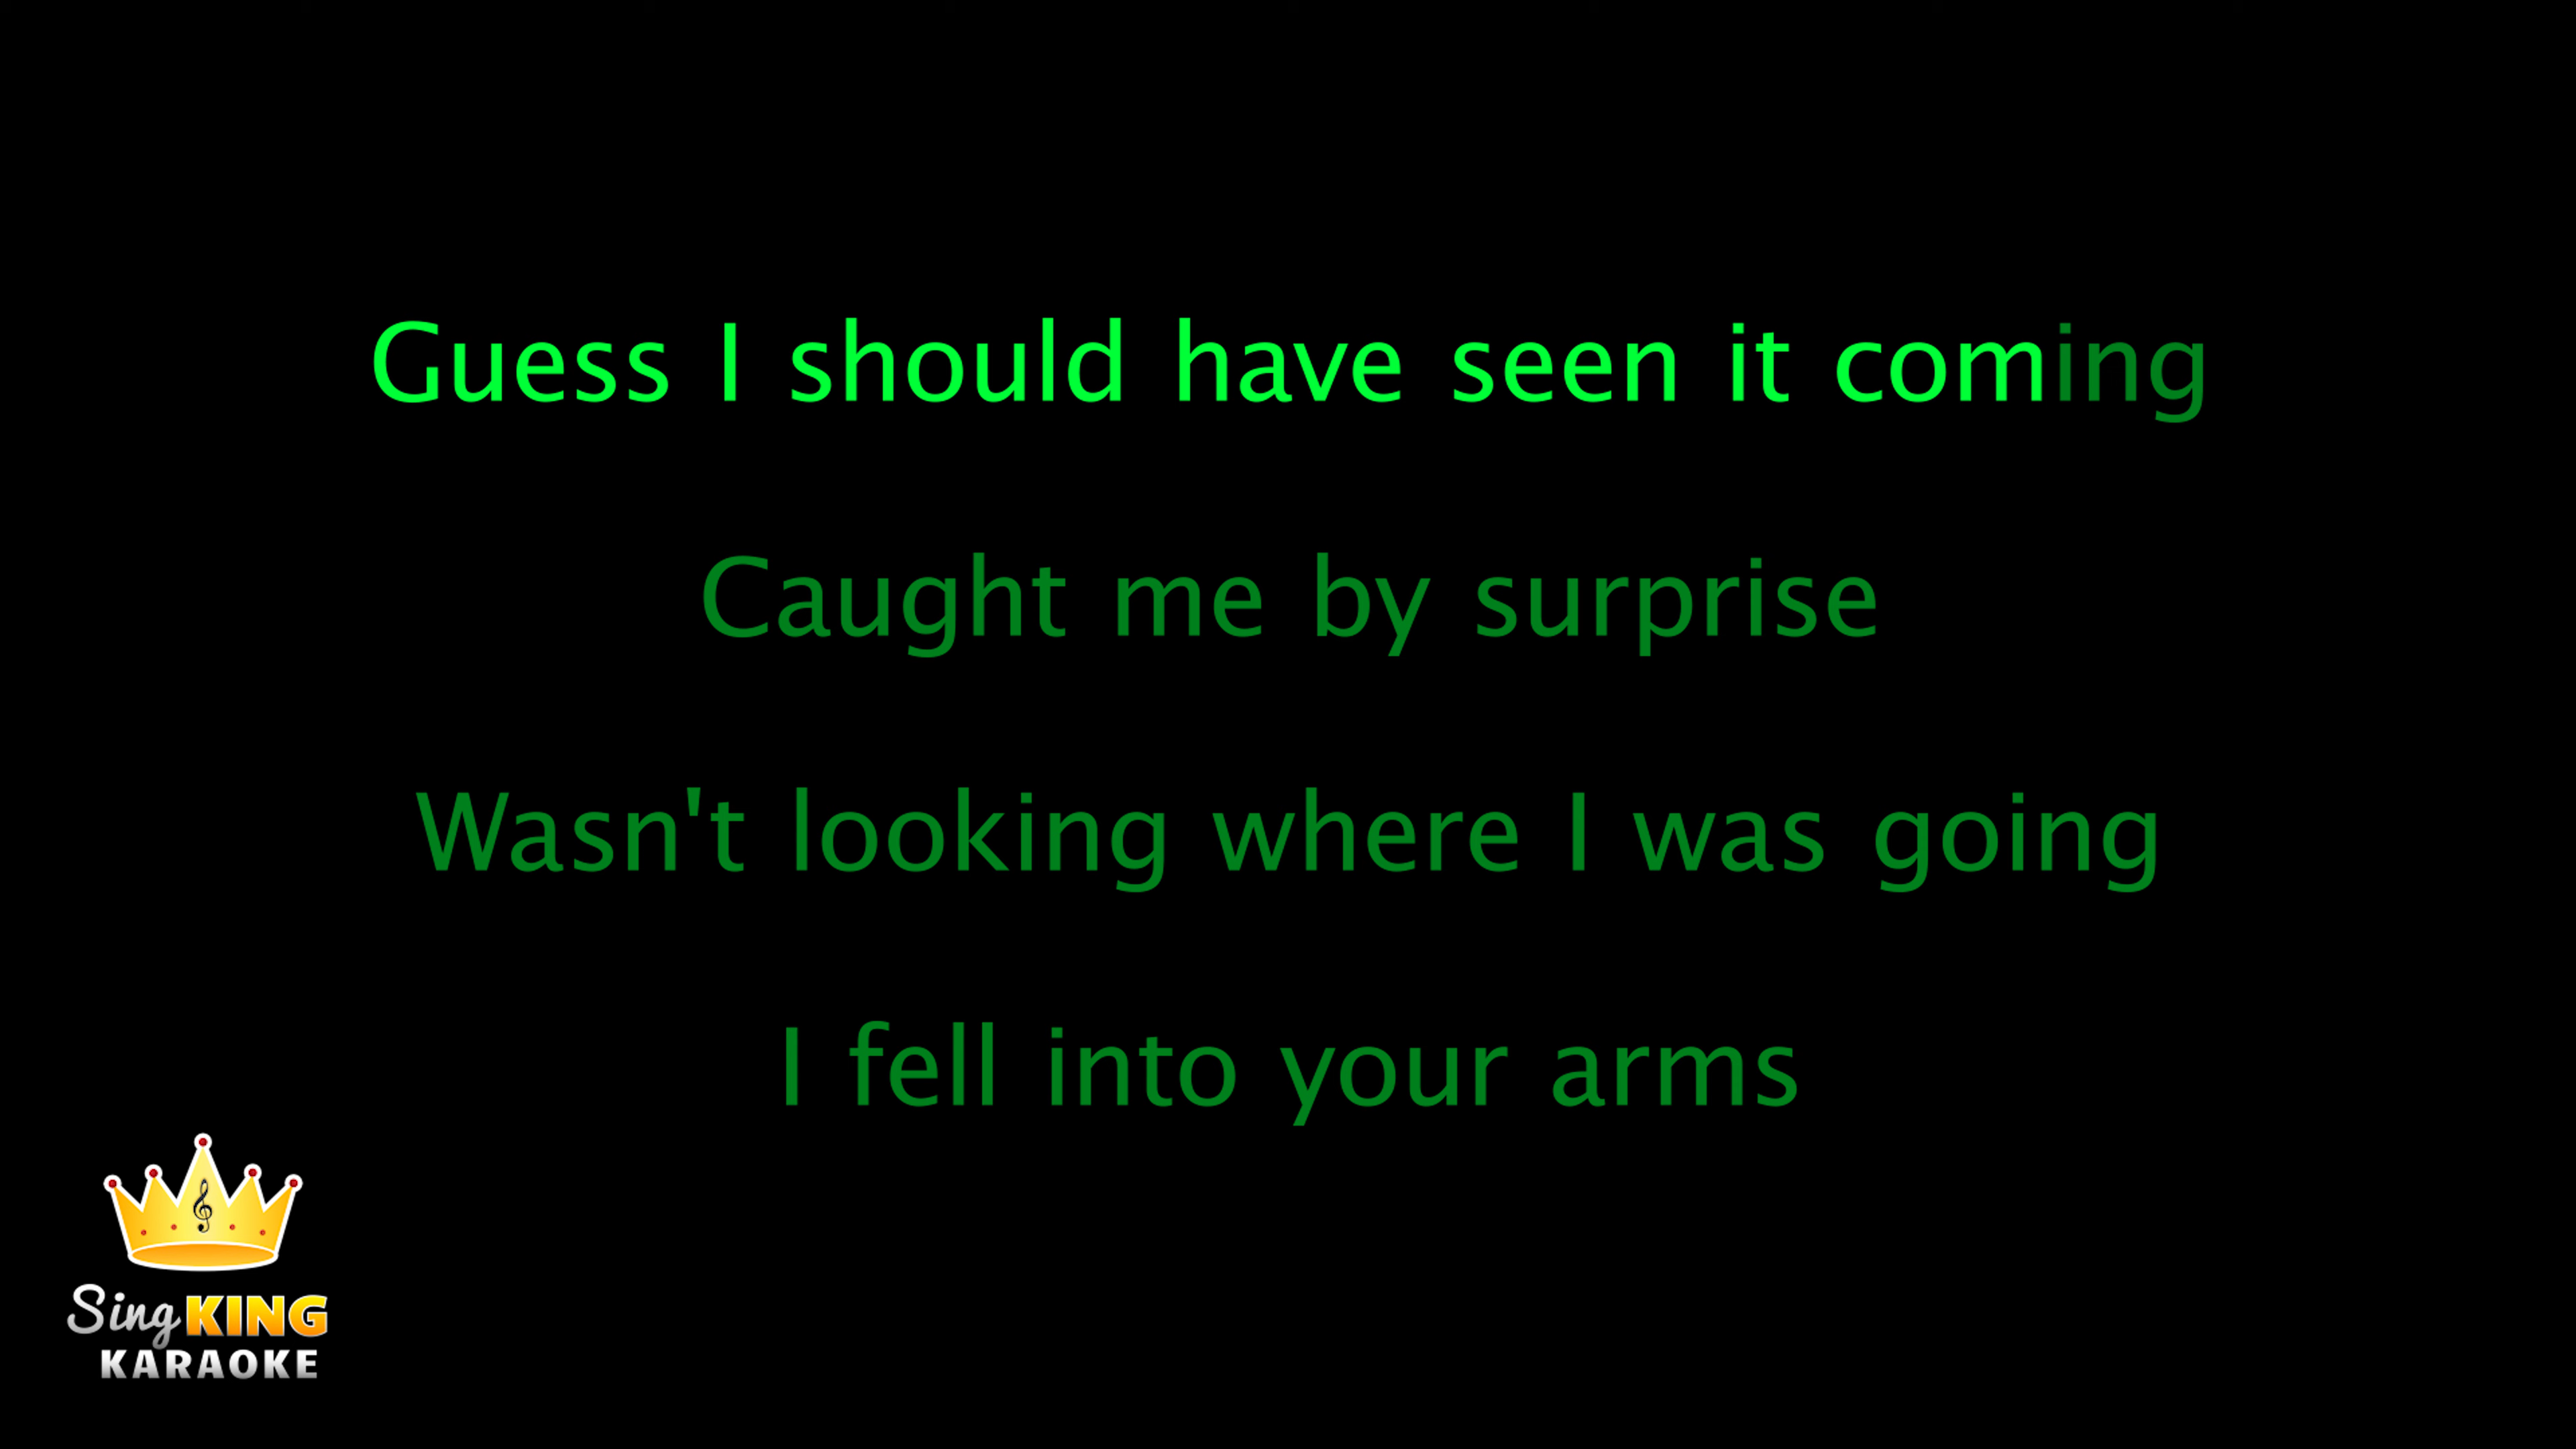 Guess I should have seen it coming
Caught me by surprise
Wasn't looking where I was going
I fell into your arms
Sing KING
KARAOKE